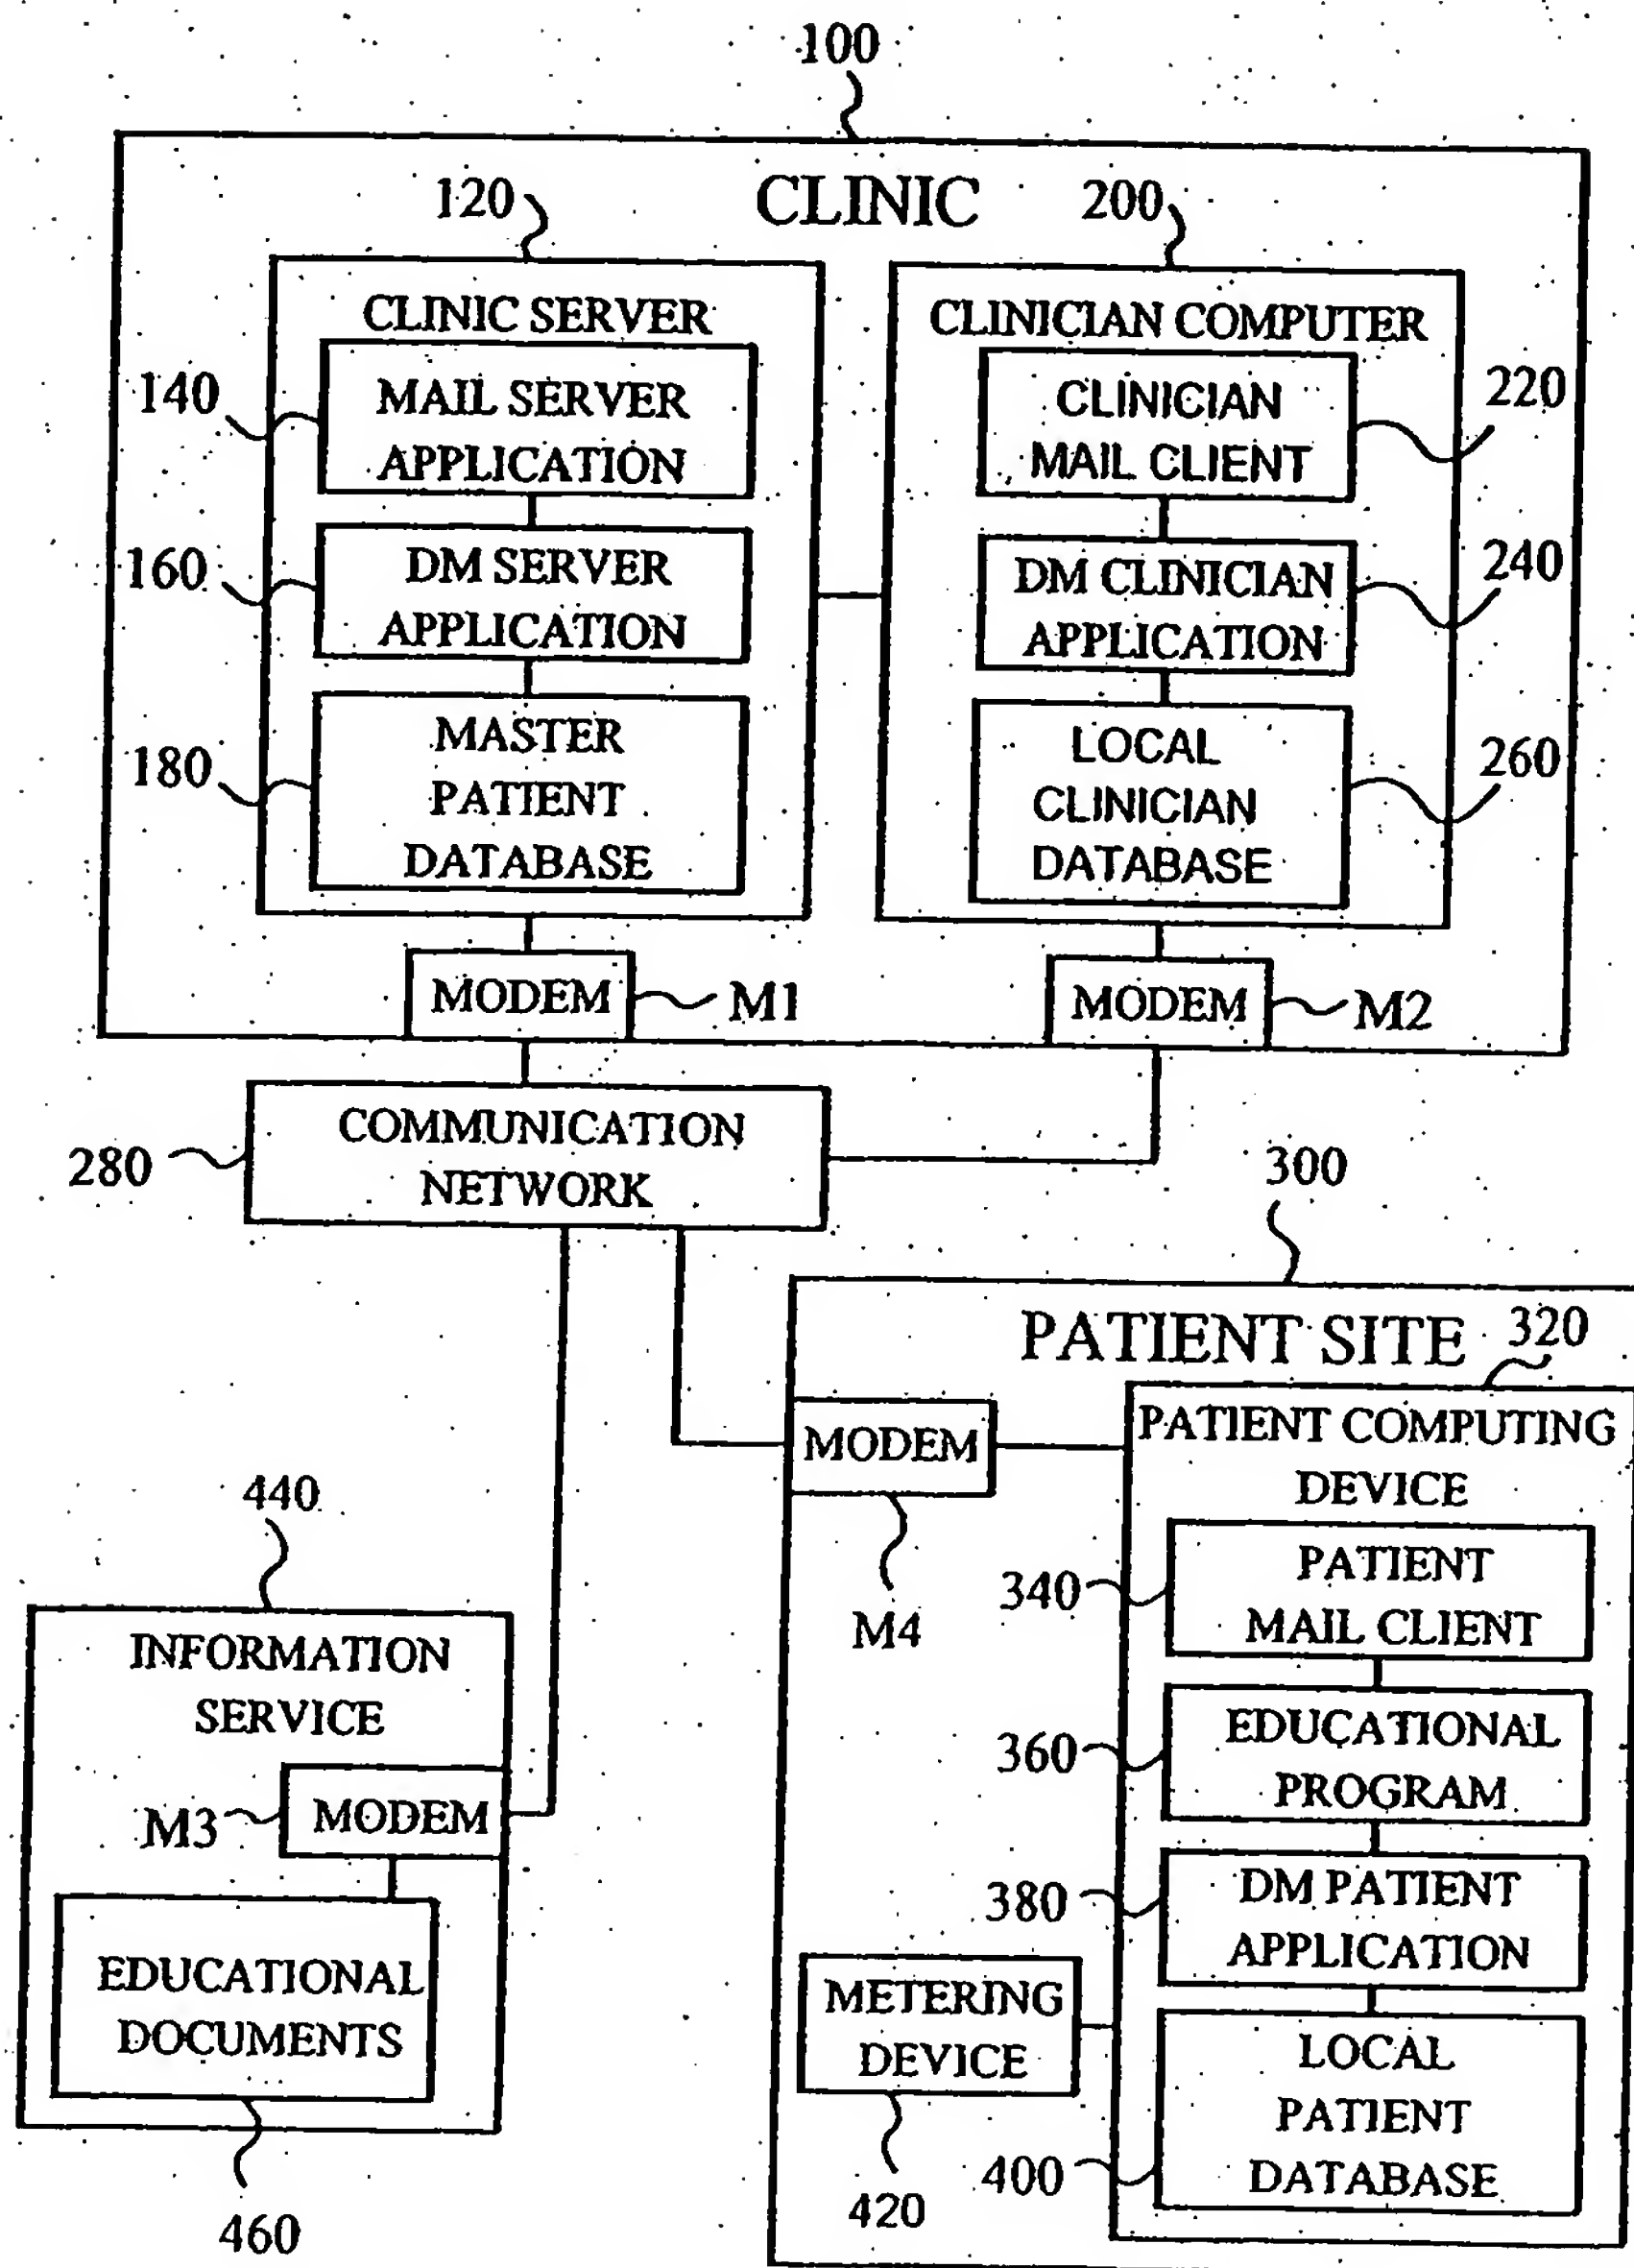 100
CLINIC
120
200
CLINIC SERVER
CLINICIAN COMPUTER
140
MAIL SERVER
APPLICATION
CLINICIAN
MAIL CLIENT
220
160
DM SERVER
APPLICATION
DM CLINICIAN
APPLICATION
240
180
MASTER
PATIENT
DATABASE
LOCAL
CLINICIAN
DATABASE
260
MODEM
M1
MODEM
M2
280
COMMUNICATION
NETWORK
300
PATIENT SITE
320
MODEM
M4
PATIENT COMPUTING
DEVICE
340
PATIENT
MAIL CLIENT
360
EDUCATIONAL
PROGRAM
380
DM PATIENT
APPLICATION
METERING
DEVICE
420
400
LOCAL
PATIENT
DATABASE
440
INFORMATION
SERVICE
M3
MODEM
EDUCATIONAL
DOCUMENTS
460